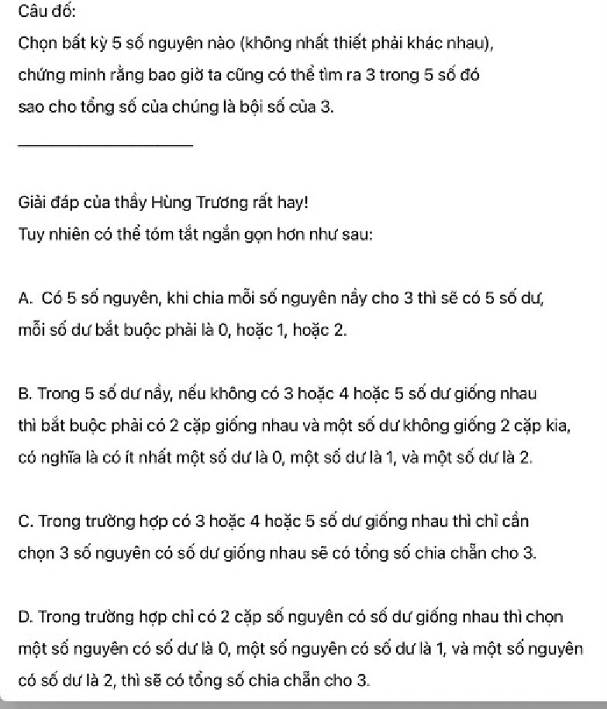 Câu đố:
Chọn bất kỳ 5 số nguyên nào (không nhất thiết phải khác nhau),
chứng minh rằng bao giờ ta cũng có thể tìm ra 3 trong 5 số đó
sao cho tổng số của chúng là bội số của 3.
Giải đáp của thầy Hùng Trương rất hay!
Tuy nhiên có thể tóm tắt ngắn gọn hơn như sau:
A. Có 5 số nguyên, khi chia mỗi số nguyên nầy cho 3 thì sẽ có 5 số dư,
mỗi số dư bắt buộc phải là 0, hoặc 1, hoặc 2.
B. Trong 5 số dư nầy, nếu không có 3 hoặc 4 hoặc 5 số dư giống nhau
thì bắt buộc phải có 2 cặp giống nhau và một số dư không giống 2 cặp kia,
có nghĩa là có ít nhất một số dư là 0, một số dư là 1, và một số dư là 2.
C. Trong trường hợp có 3 hoặc 4 hoặc 5 số dư giống nhau thì chỉ cần
chọn 3 số nguyên có số dư giống nhau sẽ có tổng số chia chẵn cho 3.
D. Trong trường hợp chỉ có 2 cặp số nguyên có số dư giống nhau thì chọn
một số nguyên có số dư là 0, một số nguyên có số dư là 1, và một số nguyên
có số dư là 2, thì sẽ có tổng số chia chẵn cho 3.